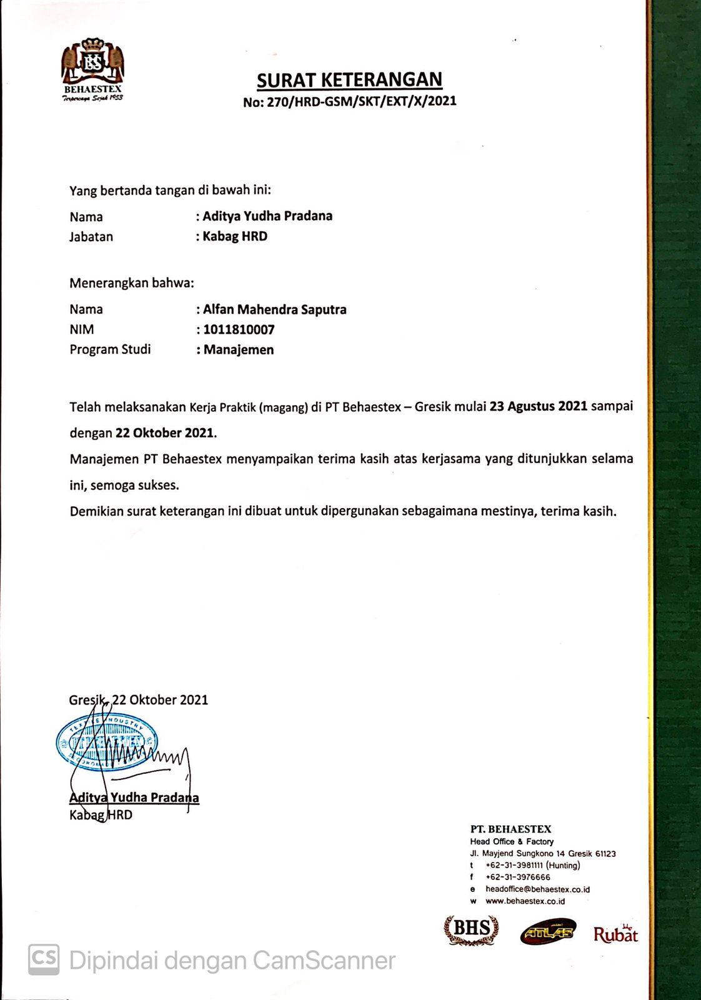 BHS
BEHAESTEX
Terpercaya Sejak 1953
SURAT KETERANGAN
No: 270/HRD-GSM/SKT/EXT/X/2021
Yang bertanda tangan di bawah ini:
Nama : Aditya Yudha Pradana
Jabatan : Kabag HRD
Menerangkan bahwa:
Nama : Alfan Mahendra Saputra
NIM : 1011810007
Program Studi : Manajemen
Telah melaksanakan Kerja Praktik (magang) di PT Behaestex – Gresik mulai 23 Agustus 2021 sampai
dengan 22 Oktober 2021.
Manajemen PT Behaestex menyampaikan terima kasih atas kerjasama yang ditunjukkan selama
ini, semoga sukses.
Demikian surat keterangan ini dibuat untuk dipergunakan sebagaimana mestinya, terima kasih.
Gresik, 22 Oktober 2021
TEXTILE INDUSTRY
PT BEHAESTEX
Aditya Yudha Pradana
Kabag HRD
PT. BEHAESTEX
Head Office & Factory
Jl. Mayjend Sungkono 14 Gresik 61123
t +62-31-3981111 (Hunting)
f +62-31-3976666
e headoffice@behaestex.co.id
w www.behaestex.co.id
BHS ATLAS Rubat
CS Dipindai dengan CamScanner